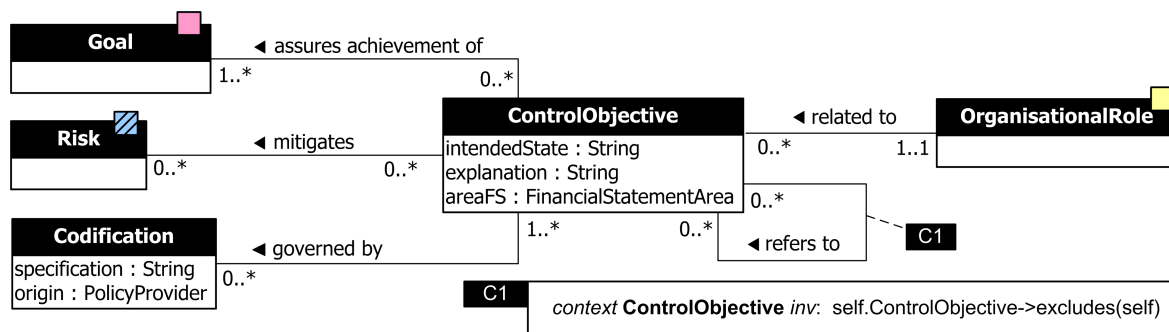 Goal
◄ assures achievement of
1..*
0..*
ControlObjective
intendedState : String
explanation : String
areaFS : FinancialStatementArea
◄ related to
0..*
1..1
OrganisationalRole
Risk
◄ mitigates
0..*
0..*
0..*
0..*
◄ refers to
C1
Codification
specification : String
origin : PolicyProvider
◄ governed by
1..*
0..*
C1
context ControlObjective inv: self.ControlObjective->excludes(self)